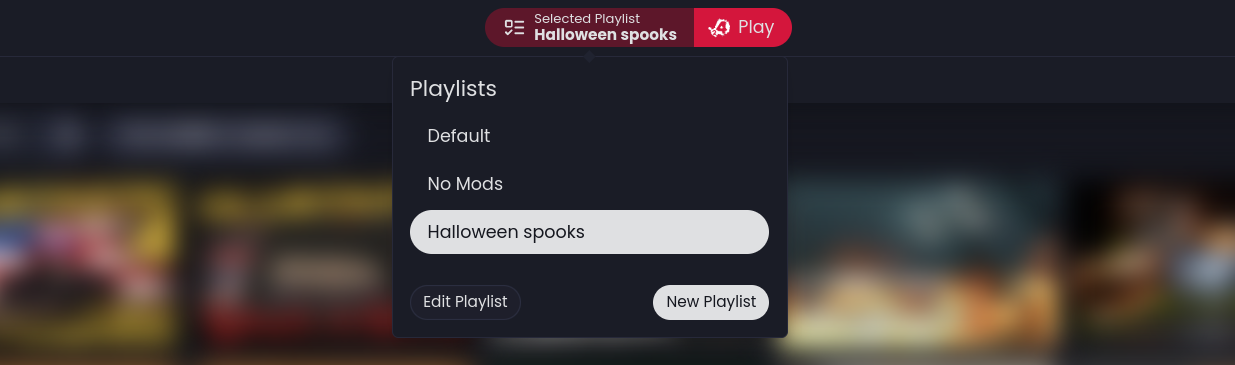 Selected Playlist
Halloween spooks
Play
Playlists
Default
No Mods
Halloween spooks
Edit Playlist
New Playlist